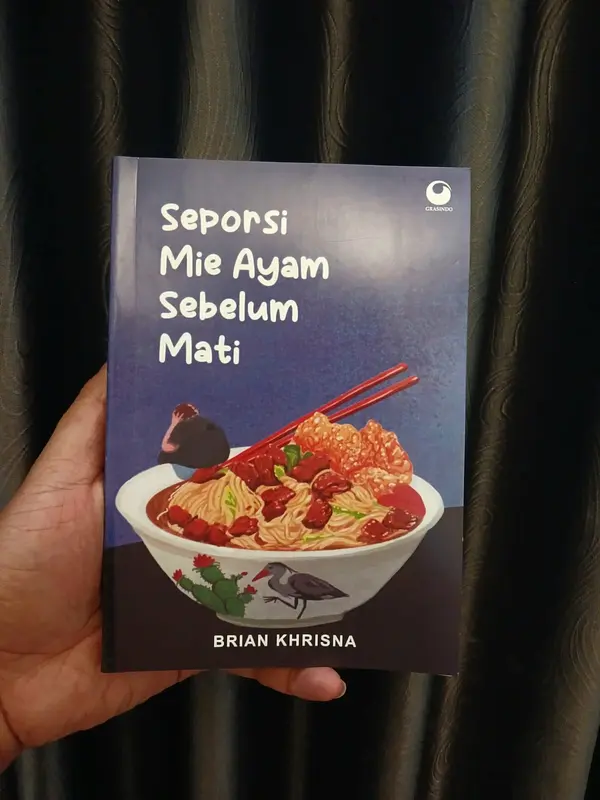 GRASINDO
Seporsi
Mie Ayam
Sebelum
Mati
BRIAN KHRISNA